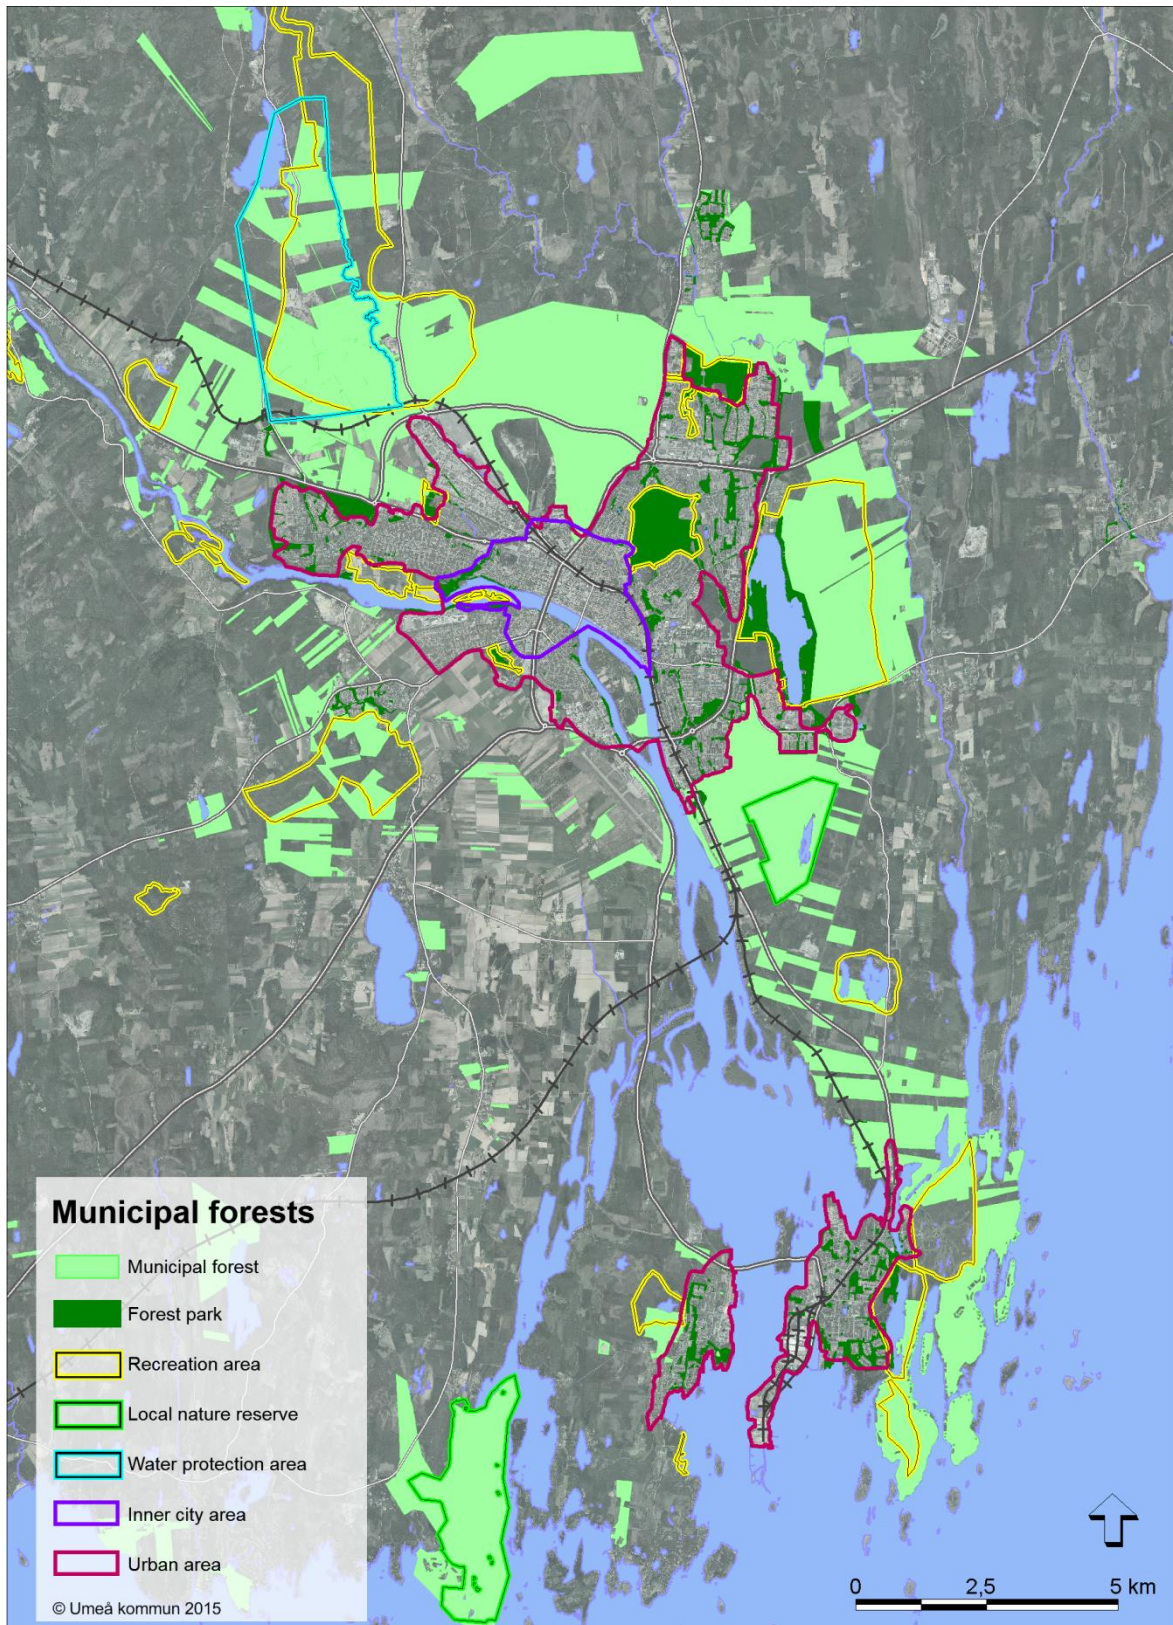 Municipal forests
Municipal forest
Forest park
Recreation area
Local nature reserve
Water protection area
Inner city area
Urban area
© Umeå kommun 2015
0 2,5 5 km